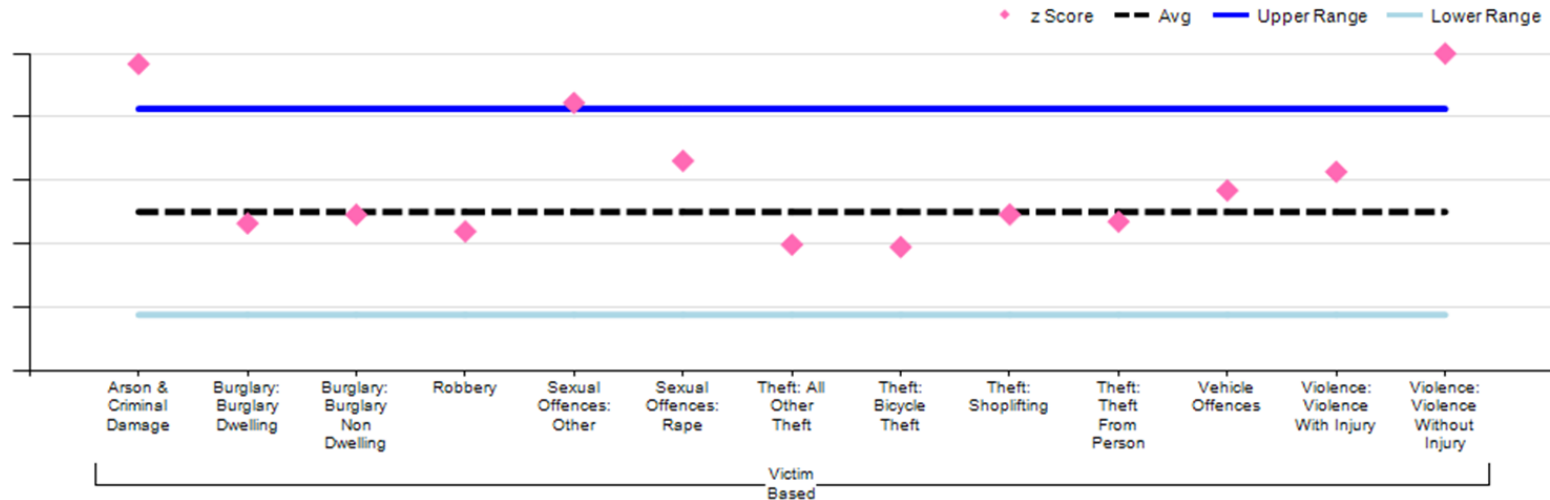 z Score Avg Upper Range Lower Range
Arson &
Criminal
Damage
Burglary:
Burglary
Dwelling
Burglary:
Burglary
Non
Dwelling
Robbery
Sexual
Offences:
Other
Sexual
Offences:
Rape
Theft: All
Other
Theft
Theft:
Bicycle
Theft
Theft:
Shoplifting
Theft:
Theft
From
Person
Vehicle
Offences
Violence:
Violence
With Injury
Violence:
Violence
Without
Injury
Victim
Based